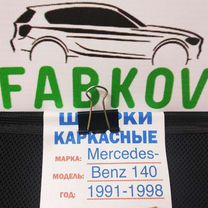 FABKOV
ШТОРКИ
КАРКАСНЫЕ
МАРКА: Mercedes-
МОДЕЛЬ: Benz 140
ГОД: 1991-1998